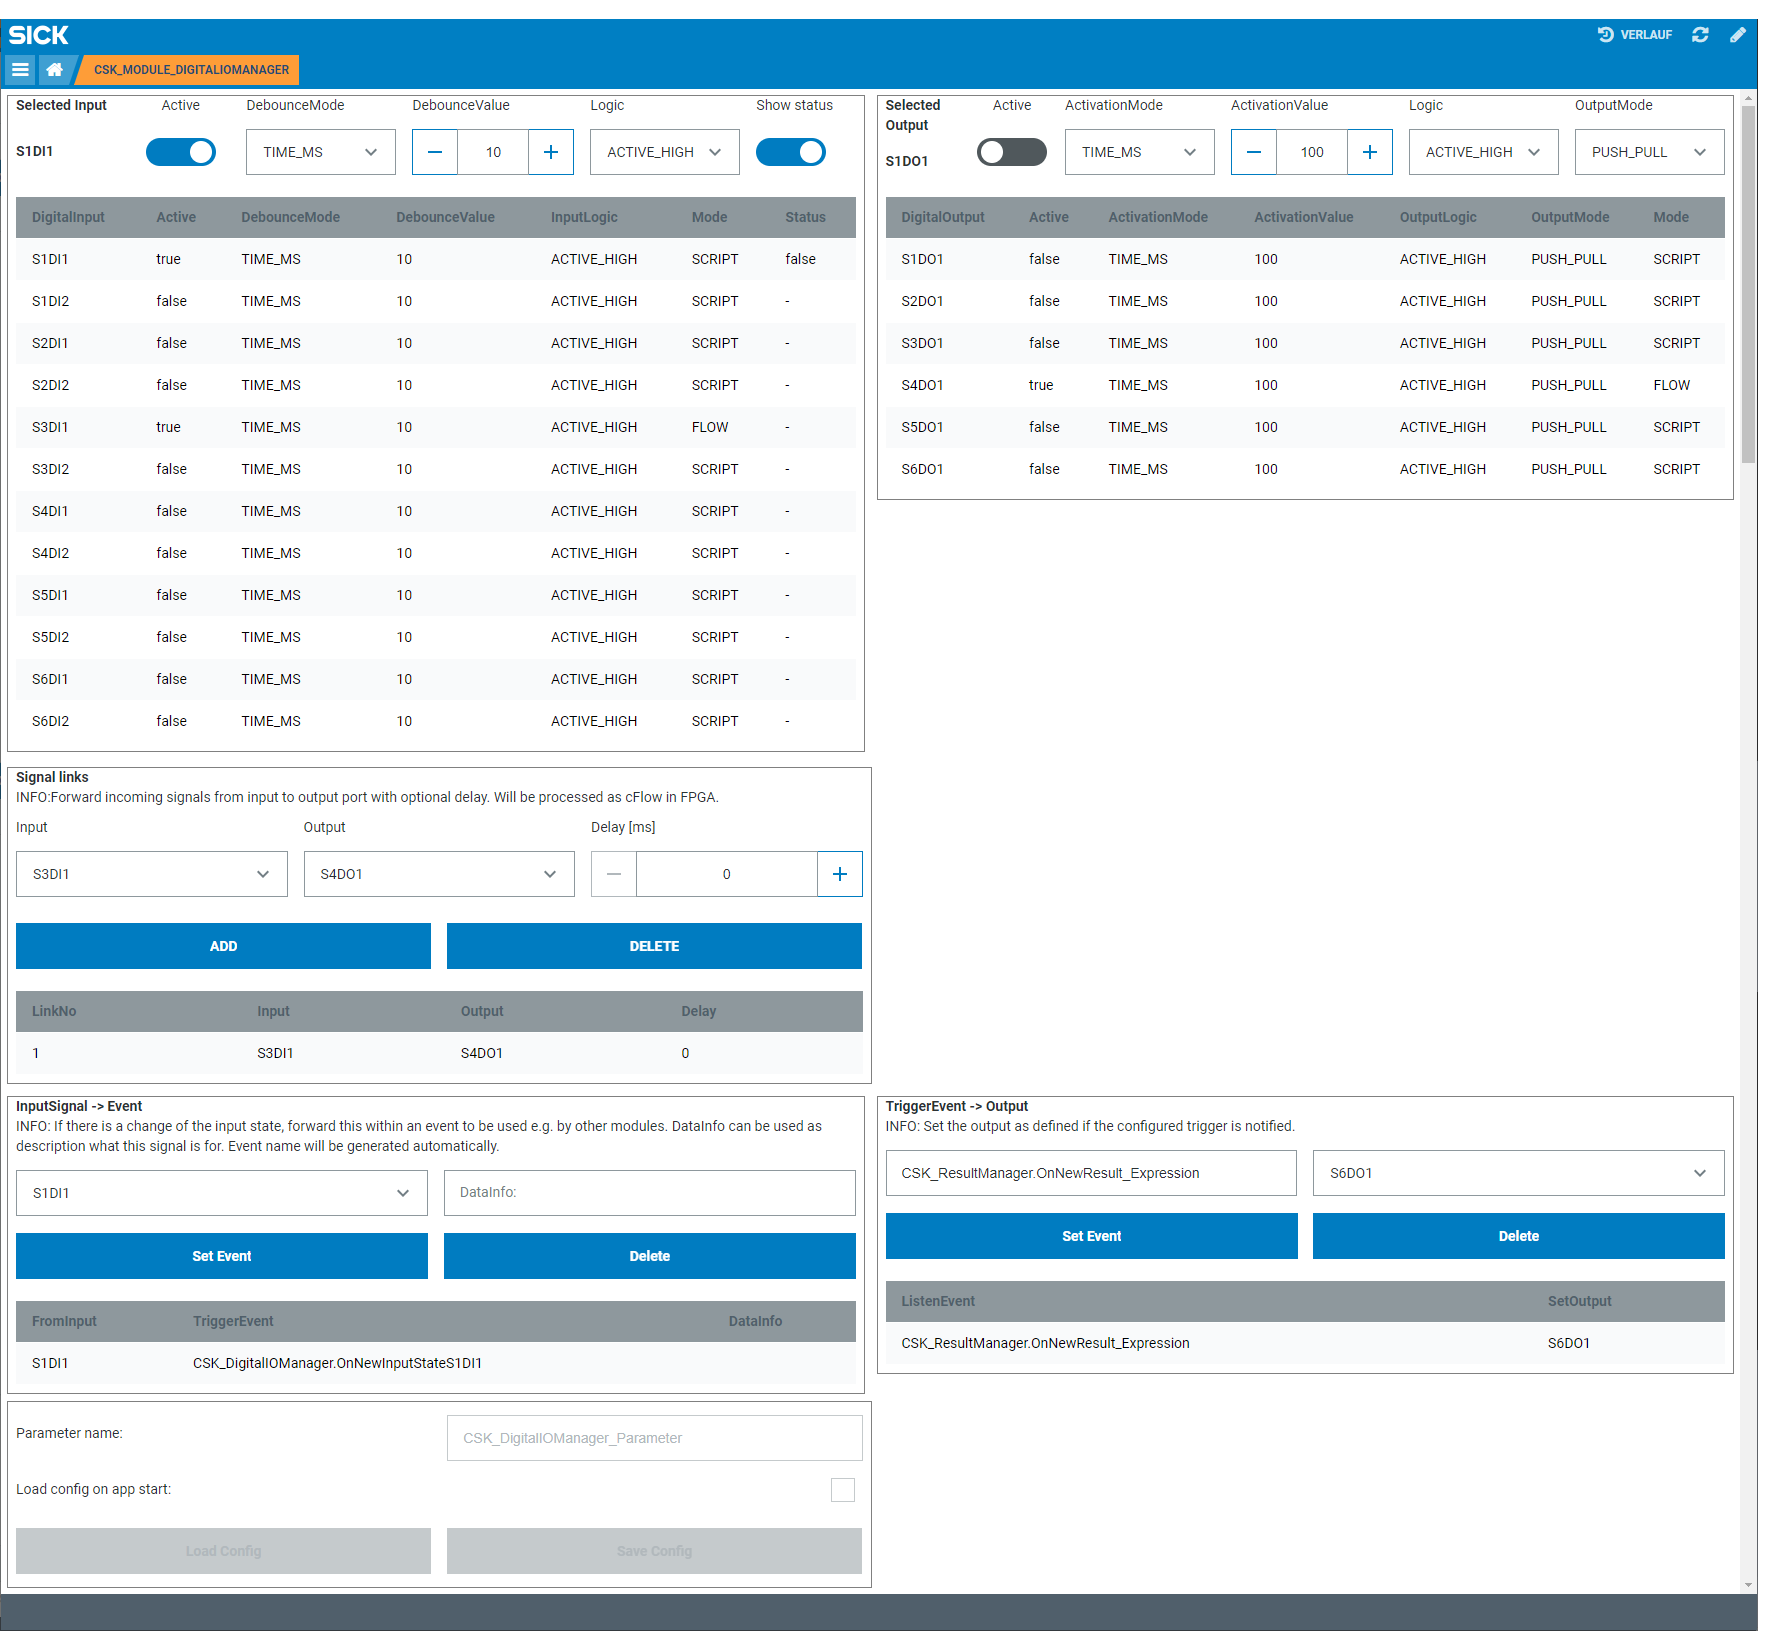 SICK
VERLAUF
CSK_MODULE_DIGITALIOMANAGER
Selected Input Active DebounceMode DebounceValue Logic Show status
S1DI1 TIME_MS 10 ACTIVE_HIGH
DigitalInput Active DebounceMode DebounceValue InputLogic Mode Status
S1DI1 true TIME_MS 10 ACTIVE_HIGH SCRIPT false
S1DI2 false TIME_MS 10 ACTIVE_HIGH SCRIPT -
S2DI1 false TIME_MS 10 ACTIVE_HIGH SCRIPT -
S2DI2 false TIME_MS 10 ACTIVE_HIGH SCRIPT -
S3DI1 true TIME_MS 10 ACTIVE_HIGH FLOW -
S3DI2 false TIME_MS 10 ACTIVE_HIGH SCRIPT -
S4DI1 false TIME_MS 10 ACTIVE_HIGH SCRIPT -
S4DI2 false TIME_MS 10 ACTIVE_HIGH SCRIPT -
S5DI1 false TIME_MS 10 ACTIVE_HIGH SCRIPT -
S5DI2 false TIME_MS 10 ACTIVE_HIGH SCRIPT -
S6DI1 false TIME_MS 10 ACTIVE_HIGH SCRIPT -
S6DI2 false TIME_MS 10 ACTIVE_HIGH SCRIPT -
Selected Output Active ActivationMode ActivationValue Logic OutputMode
S1DO1 TIME_MS 100 ACTIVE_HIGH PUSH_PULL
DigitalOutput Active ActivationMode ActivationValue OutputLogic OutputMode Mode
S1DO1 false TIME_MS 100 ACTIVE_HIGH PUSH_PULL SCRIPT
S2DO1 false TIME_MS 100 ACTIVE_HIGH PUSH_PULL SCRIPT
S3DO1 false TIME_MS 100 ACTIVE_HIGH PUSH_PULL SCRIPT
S4DO1 true TIME_MS 100 ACTIVE_HIGH PUSH_PULL FLOW
S5DO1 false TIME_MS 100 ACTIVE_HIGH PUSH_PULL SCRIPT
S6DO1 false TIME_MS 100 ACTIVE_HIGH PUSH_PULL SCRIPT
Signal links
INFO:Forward incoming signals from input to output port with optional delay. Will be processed as cFlow in FPGA.
Input Output Delay [ms]
S3DI1 S4DO1 0
ADD DELETE
LinkNo Input Output Delay
1 S3DI1 S4DO1 0
InputSignal -> Event
INFO: If there is a change of the input state, forward this within an event to be used e.g. by other modules. DataInfo can be used as
description what this signal is for. Event name will be generated automatically.
S1DI1 DataInfo:
Set Event Delete
FromInput TriggerEvent DataInfo
S1DI1 CSK_DigitalIOManager.OnNewInputStateS1DI1
TriggerEvent -> Output
INFO: Set the output as defined if the configured trigger is notified.
CSK_ResultManager.OnNewResult_Expression S6DO1
Set Event Delete
ListenEvent SetOutput
CSK_ResultManager.OnNewResult_Expression S6DO1
Parameter name: CSK_DigitalIOManager_Parameter
Load config on app start:
Load Config Save Config